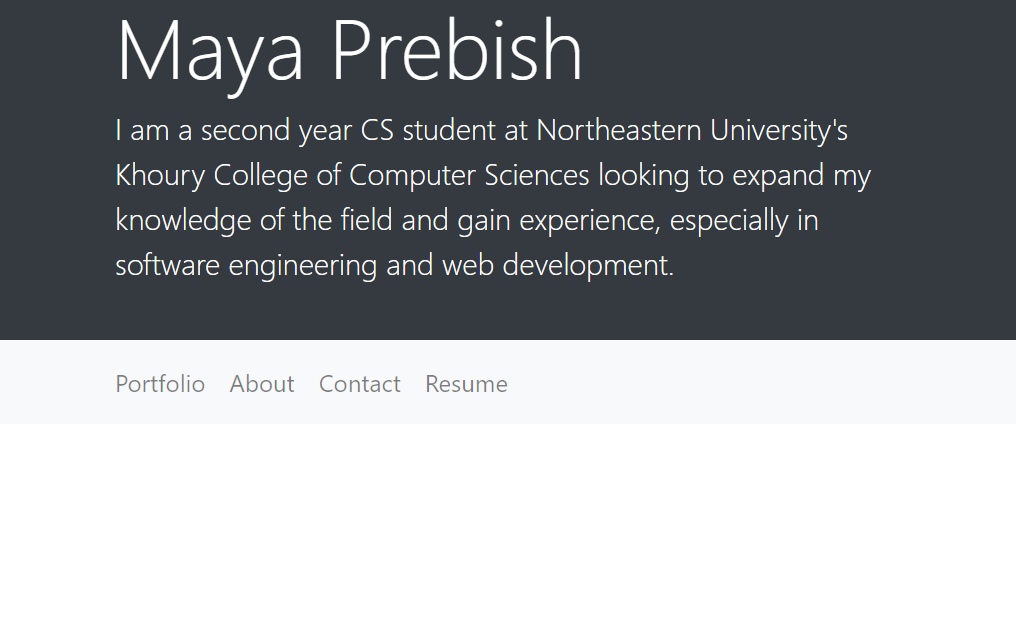 Maya Prebish
I am a second year CS student at Northeastern University's
Khoury College of Computer Sciences looking to expand my
knowledge of the field and gain experience, especially in
software engineering and web development.
Portfolio About Contact Resume